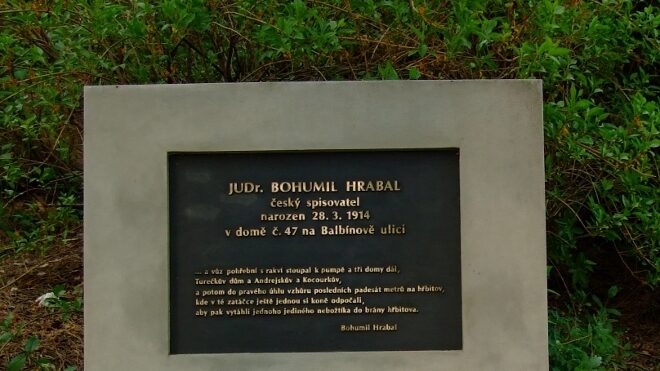 JUDr. BOHUMIL HRABAL
český spisovatel
narozen 28. 3. 1914
v domě č. 47 na Balbínově ulici
... a vůz pohřební s rakví stoupal k pumpě a tři domy dál,
Turečkův dům a Andrejskův a Kocourkův,
a potom do pravého úhlu vzhůru posledních padesát metrů na hřbitov,
kde v té zatáčce ještě jednou si koně odpočali,
aby pak vytáhli jednoho jediného nebožtíka do brány hřbitova.
Bohumil Hrabal